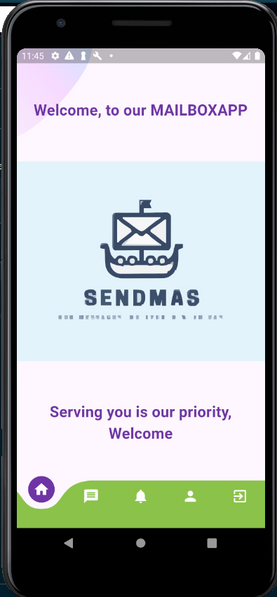 11:45
Welcome, to our MAILBOXAPP
SENDMAS
Serving you is our priority,
Welcome